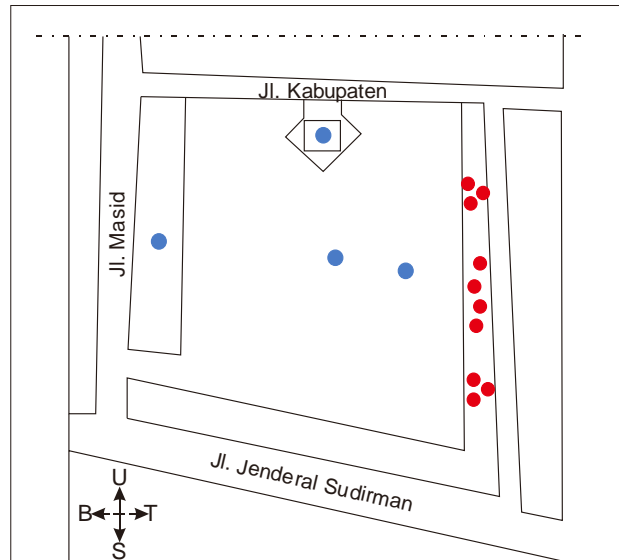 Jl. Kabupaten
Jl. Masid
Jl. Jenderal Sudirman
U
B T
S